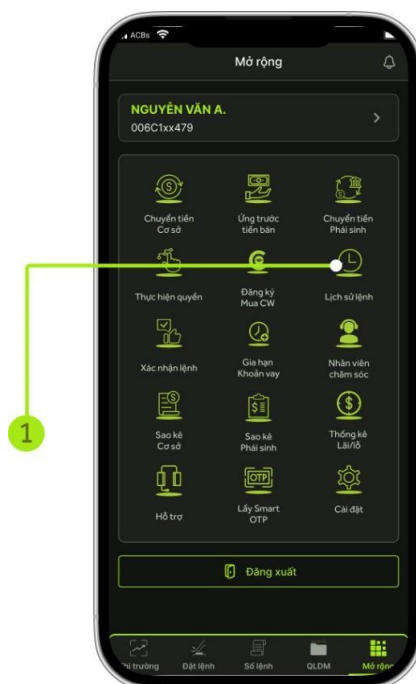 ACBs
Mở rộng
NGUYỄN VĂN A.
006C1xx479
Chuyển tiền
Cơ sở
Ứng trước
tiền bán
Chuyển tiền
Phái sinh
Thực hiện quyền
Đăng ký
Mua CW
Lịch sử lệnh
Xác nhận lệnh
Gia hạn
Khoản vay
Nhân viên
chăm sóc
1
Sao kê
Cơ sở
Sao kê
Phái sinh
Thống kê
Lãi/lỗ
OTP
Hỗ trợ
Lấy Smart
OTP
Cài đặt
Đăng xuất
hị trường
Đặt lệnh
Sổ lệnh
QLDM
Mở rộng